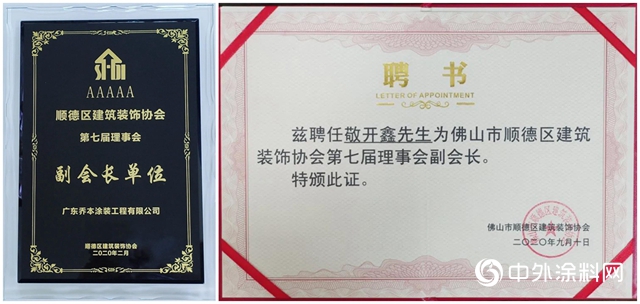 AAAAA
顺德区建筑装饰协会
第七届理事会
副会长单位
广东乔本涂装工程有限公司
顺德区建筑装饰协会
二〇二〇年二月
聘书
LETTER OF APPOINTMENT
兹聘任敬开鑫先生为佛山市顺德区建筑
装饰协会第七届理事会副会长。
特颁此证。
佛山市顺德区建筑装饰协会
二〇二〇年九月十日
中外涂料网